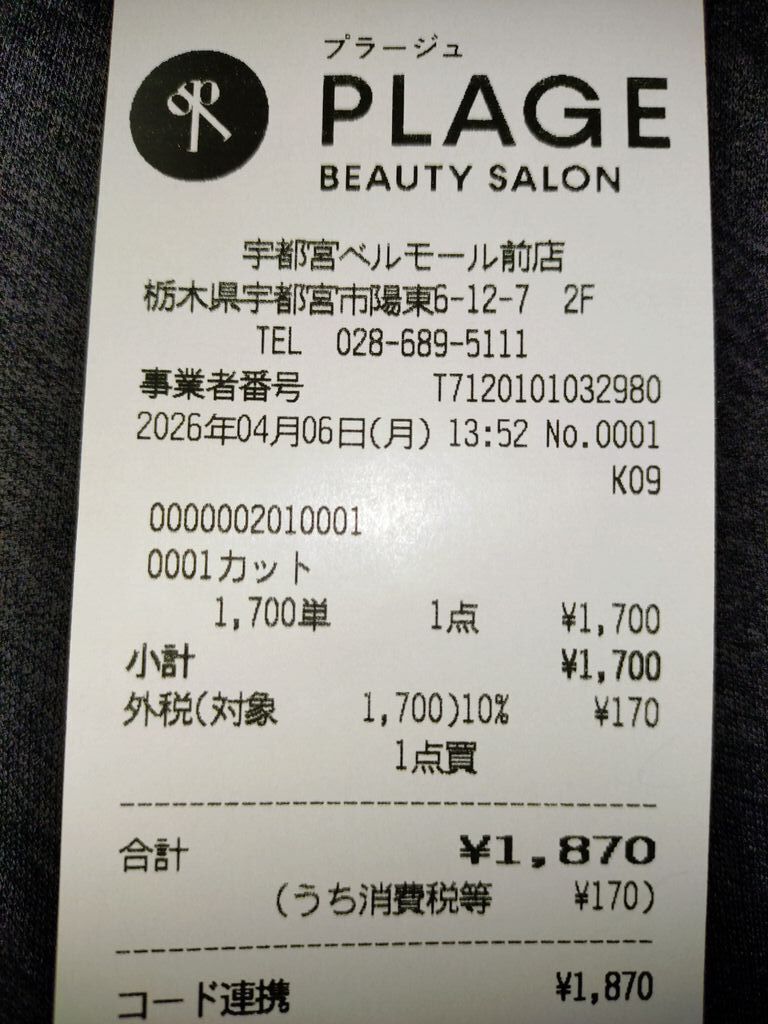 プラージュ
PLAGE
BEAUTY SALON
宇都宮ベルモール前店
栃木県宇都宮市陽東6-12-7 2F
TEL 028-689-5111
事業者番号 T7120101032980
2026年04月06日(月) 13:52 No.0001
K09
0000002010001
0001カット
1,700単 1点 ¥1,700
小計 ¥1,700
外税(対象 1,700)10% ¥170
1点買
合計 ¥1,870
(うち消費税等 ¥170)
コード連携 ¥1,870